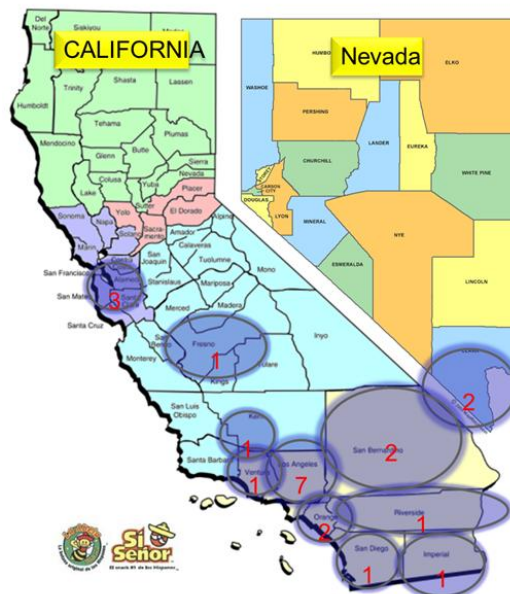 CALIFORNIA
Nevada
Del
Norte
Siskiyou
Modoc
Humboldt
Trinity
Shasta
Lassen
Tehama
Plumas
Mendocino
Glenn
Butte
Sierra
Nevada
Colusa
Yuba
Placer
Lake
Sutter
El Dorado
Sonoma
Napa
Yolo
Sacra-
mento
Alpine
Solano
Amador
Marin
Calaveras
San
Joaquin
Tuolumne
Mono
San Francisco
Alameda
Stanislaus
Mariposa
San Mateo
3
Merced
Madera
Santa Cruz
Fresno
1
Inyo
Monterey
Kings
Tulare
San Luis
Obispo
Kern
1
Santa Barbara
Ventura
1
Los Angeles
7
San Bernardino
2
Orange
2
Riverside
1
San Diego
1
Imperial
1
WASHOE
ELKO
PERSHING
LANDER
EUREKA
CHURCHILL
WHITE PINE
CARSON
CITY
DOUGLAS
LYON
MINERAL
NYE
ESMERALDA
LINCOLN
2
Sí
Señor